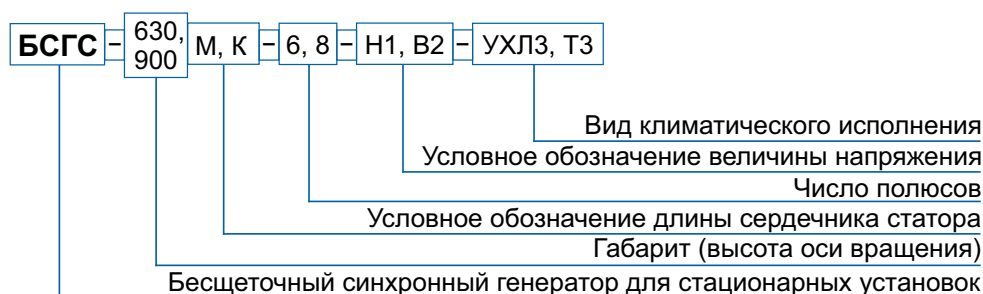 БСГС – 630, 900 М, К – 6, 8 – Н1, В2 – УХЛ3, Т3
Вид климатического исполнения
Условное обозначение величины напряжения
Число полюсов
Условное обозначение длины сердечника статора
Габарит (высота оси вращения)
Бесщеточный синхронный генератор для стационарных установок